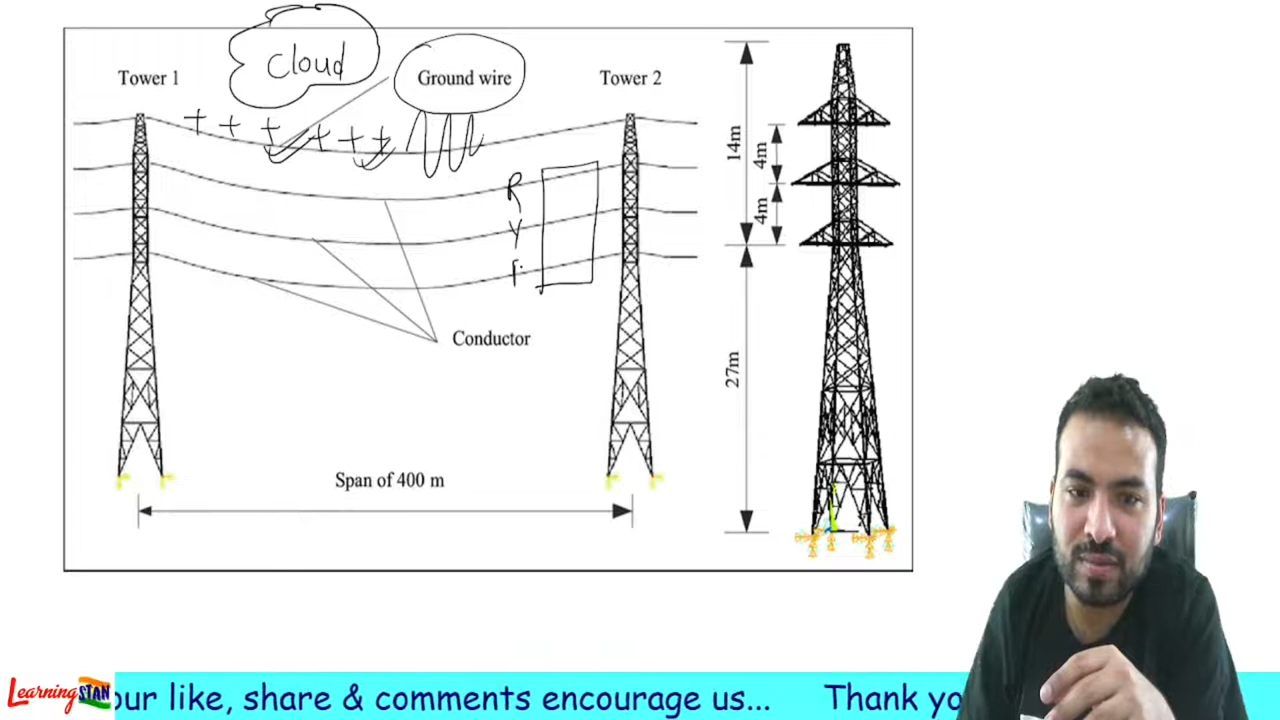 Cloud
Tower 1
Ground wire
Tower 2
+ + + + + +
R
Y
Conductor
Span of 400 m
14m
4m
4m
27m
LearningSTAN
our like, share & comments encourage us... Thank yo